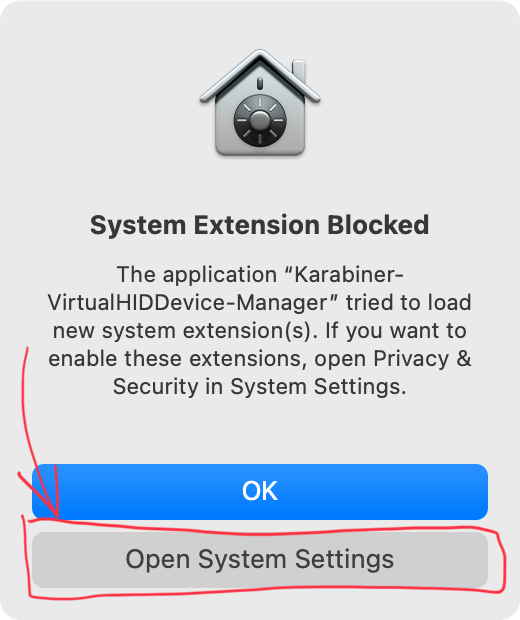 System Extension Blocked
The application “Karabiner-
VirtualHIDDevice-Manager” tried to load
new system extension(s). If you want to
enable these extensions, open Privacy &
Security in System Settings.
OK
Open System Settings